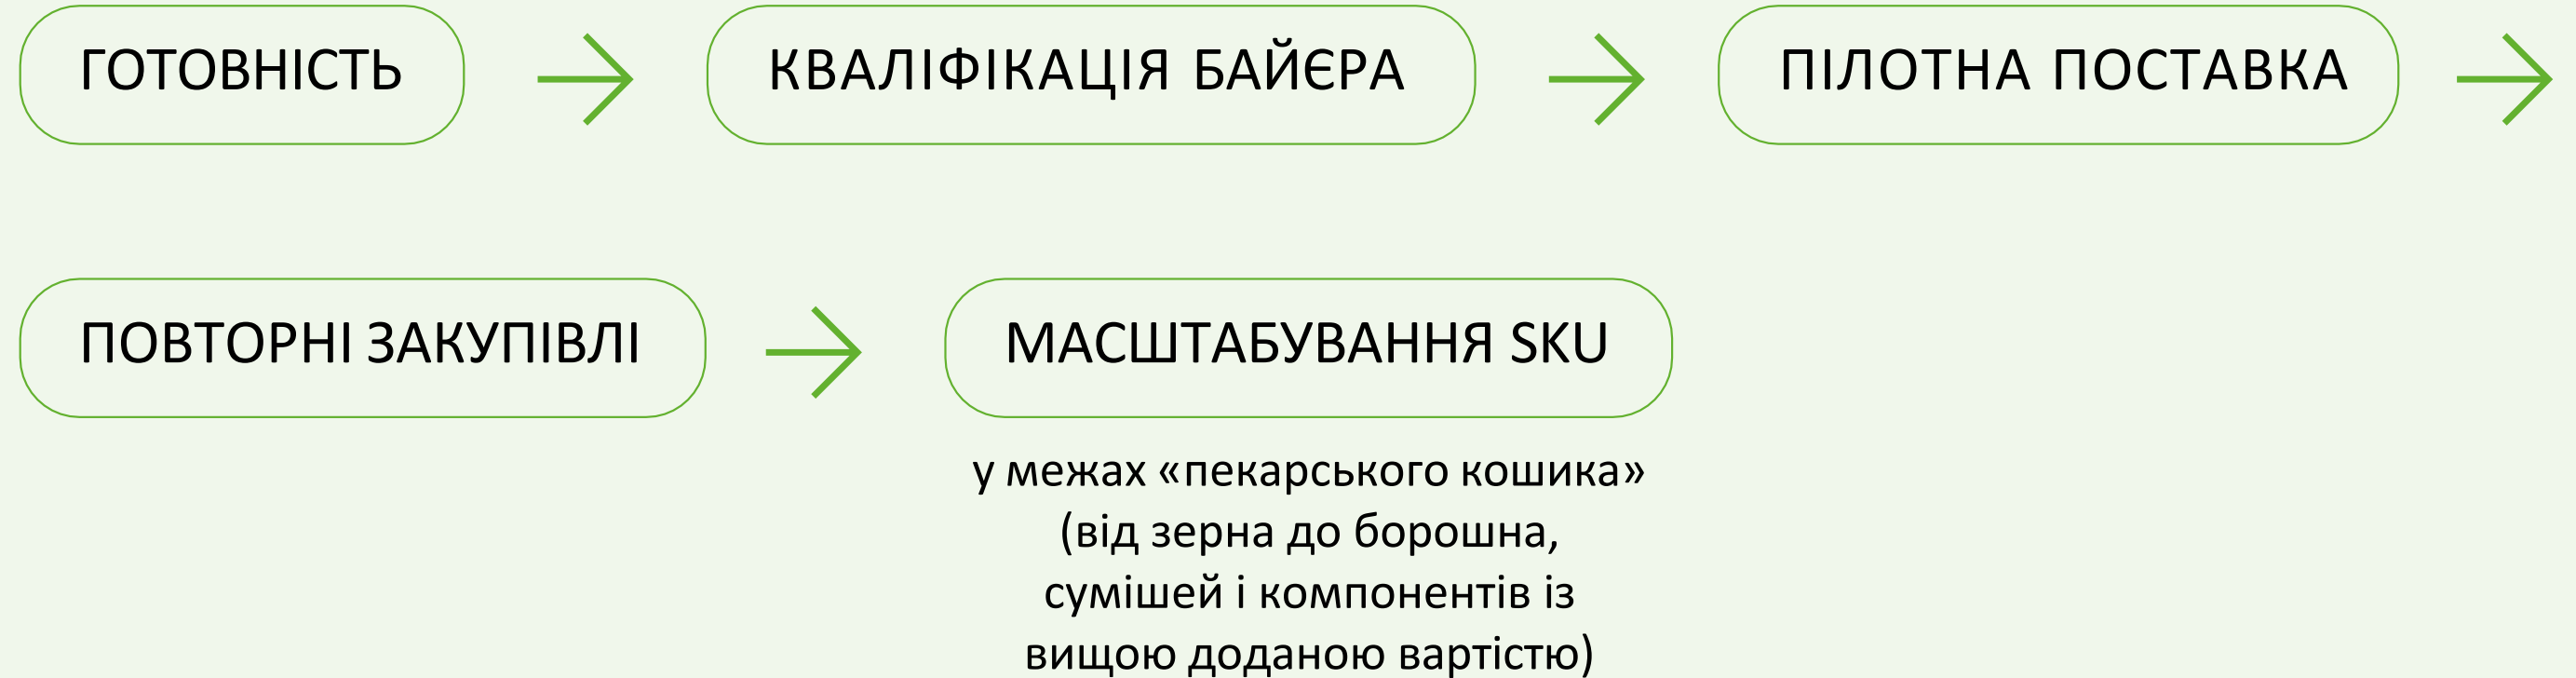 ГОТОВНІСТЬ
КВАЛІФІКАЦІЯ БАЙЄРА
ПІЛОТНА ПОСТАВКА
ПОВТОРНІ ЗАКУПІВЛІ
МАСШТАБУВАННЯ SKU
у межах «пекарського кошика»
(від зерна до борошна,
сумішей і компонентів із
вищою доданою вартістю)